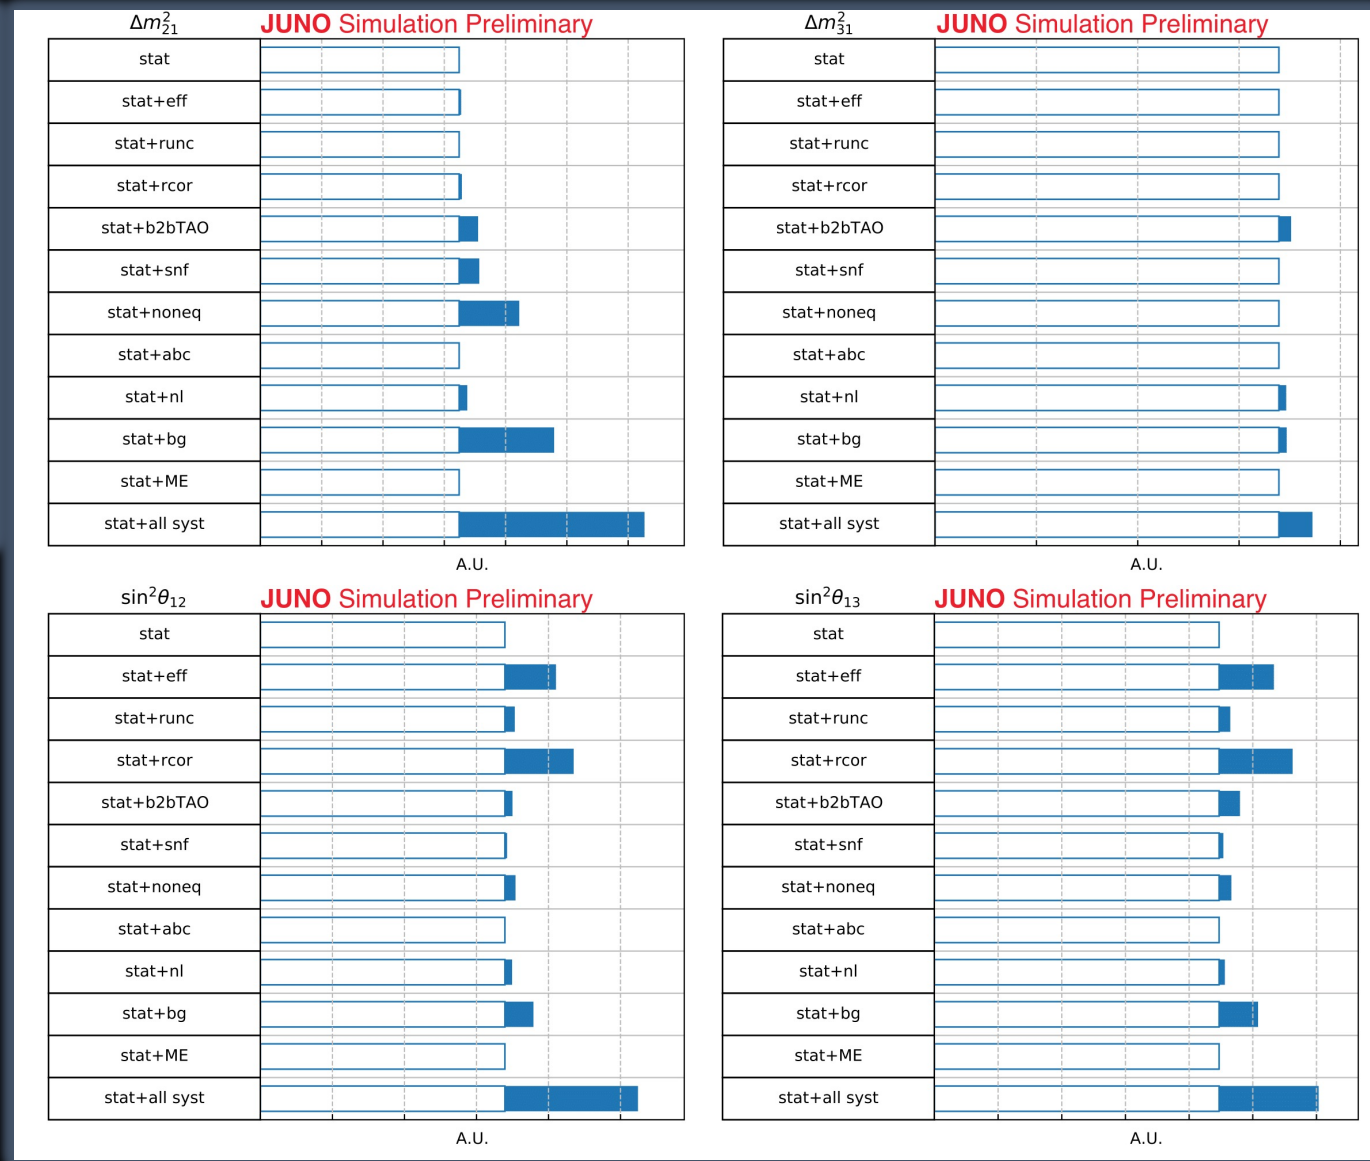 Δm²₂₁ JUNO Simulation Preliminary
stat
stat+eff
stat+runc
stat+rcor
stat+b2bTAO
stat+snf
stat+noneq
stat+abc
stat+nl
stat+bg
stat+ME
stat+all syst
A.U.
Δm²₃₁ JUNO Simulation Preliminary
stat
stat+eff
stat+runc
stat+rcor
stat+b2bTAO
stat+snf
stat+noneq
stat+abc
stat+nl
stat+bg
stat+ME
stat+all syst
A.U.
sin²θ₁₂ JUNO Simulation Preliminary
stat
stat+eff
stat+runc
stat+rcor
stat+b2bTAO
stat+snf
stat+noneq
stat+abc
stat+nl
stat+bg
stat+ME
stat+all syst
A.U.
sin²θ₁₃ JUNO Simulation Preliminary
stat
stat+eff
stat+runc
stat+rcor
stat+b2bTAO
stat+snf
stat+noneq
stat+abc
stat+nl
stat+bg
stat+ME
stat+all syst
A.U.